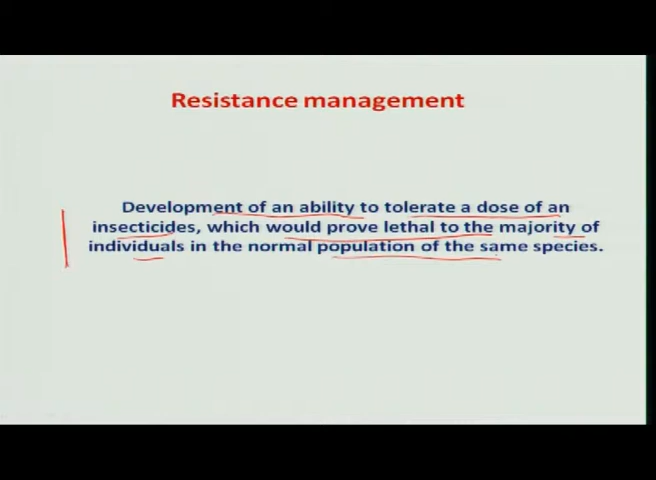 Resistance management
Development of an ability to tolerate a dose of an
insecticides, which would prove lethal to the majority of
individuals in the normal population of the same species.